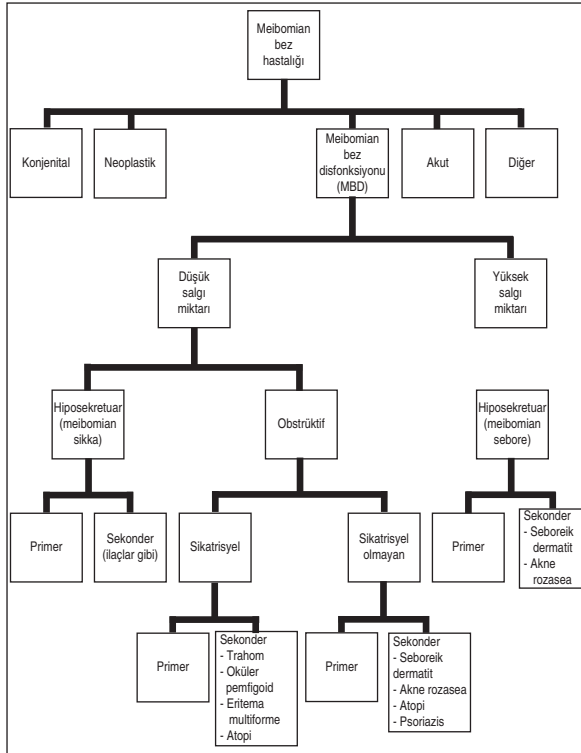 Meibomian
bez
hastalığı
Konjenital
Neoplastik
Meibomian
bez
disfonksiyonu
(MBD)
Akut
Diğer
Düşük
salgı
miktarı
Yüksek
salgı
miktarı
Hiposekretuar
(meibomian
sikka)
Obstrüktif
Hiposekretuar
(meibomian
sebore)
Primer
Sekonder
(ilaçlar gibi)
Sikatrisyel
Sikatrisyel
olmayan
Primer
Sekonder
- Seboreik
dermatit
- Akne
rozasea
Primer
Sekonder
- Trahom
- Oküler
pemfigoid
- Eritema
multiforme
- Atopi
Primer
Sekonder
- Seboreik
dermatit
- Akne rozasea
- Atopi
- Psoriazis